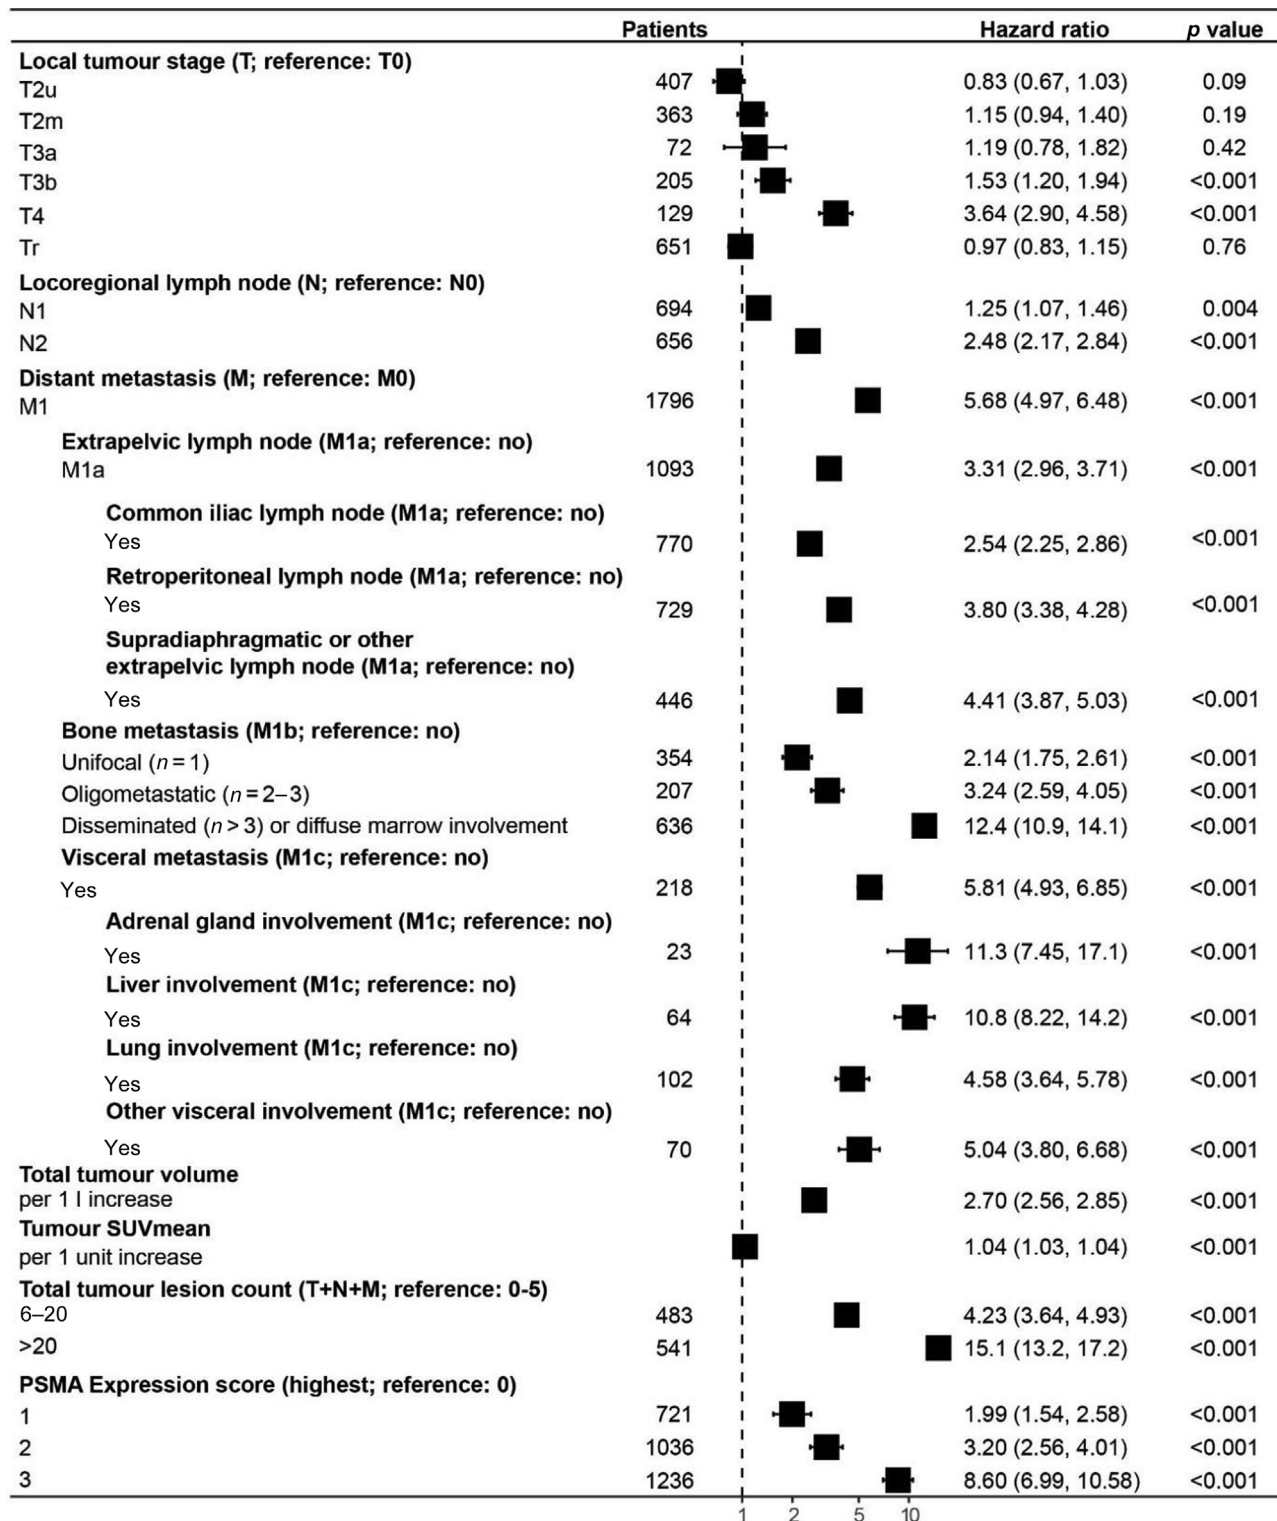 Patients Hazard ratio p value
Local tumour stage (T; reference: T0)
T2u 407 0.83 (0.67, 1.03) 0.09
T2m 363 1.15 (0.94, 1.40) 0.19
T3a 72 1.19 (0.78, 1.82) 0.42
T3b 205 1.53 (1.20, 1.94) <0.001
T4 129 3.64 (2.90, 4.58) <0.001
Tr 651 0.97 (0.83, 1.15) 0.76
Locoregional lymph node (N; reference: N0)
N1 694 1.25 (1.07, 1.46) 0.004
N2 656 2.48 (2.17, 2.84) <0.001
Distant metastasis (M; reference: M0)
M1 1796 5.68 (4.97, 6.48) <0.001
Extrapelvic lymph node (M1a; reference: no)
M1a 1093 3.31 (2.96, 3.71) <0.001
Common iliac lymph node (M1a; reference: no)
Yes 770 2.54 (2.25, 2.86) <0.001
Retroperitoneal lymph node (M1a; reference: no)
Yes 729 3.80 (3.38, 4.28) <0.001
Supradiaphragmatic or other
extrapelvic lymph node (M1a; reference: no)
Yes 446 4.41 (3.87, 5.03) <0.001
Bone metastasis (M1b; reference: no)
Unifocal (n = 1) 354 2.14 (1.75, 2.61) <0.001
Oligometastatic (n = 2–3) 207 3.24 (2.59, 4.05) <0.001
Disseminated (n > 3) or diffuse marrow involvement 636 12.4 (10.9, 14.1) <0.001
Visceral metastasis (M1c; reference: no)
Yes 218 5.81 (4.93, 6.85) <0.001
Adrenal gland involvement (M1c; reference: no)
Yes 23 11.3 (7.45, 17.1) <0.001
Liver involvement (M1c; reference: no)
Yes 64 10.8 (8.22, 14.2) <0.001
Lung involvement (M1c; reference: no)
Yes 102 4.58 (3.64, 5.78) <0.001
Other visceral involvement (M1c; reference: no)
Yes 70 5.04 (3.80, 6.68) <0.001
Total tumour volume
per 1 l increase 2.70 (2.56, 2.85) <0.001
Tumour SUVmean
per 1 unit increase 1.04 (1.03, 1.04) <0.001
Total tumour lesion count (T+N+M; reference: 0-5)
6–20 483 4.23 (3.64, 4.93) <0.001
>20 541 15.1 (13.2, 17.2) <0.001
PSMA Expression score (highest; reference: 0)
1 721 1.99 (1.54, 2.58) <0.001
2 1036 3.20 (2.56, 4.01) <0.001
3 1236 8.60 (6.99, 10.58) <0.001
1 2 5 10